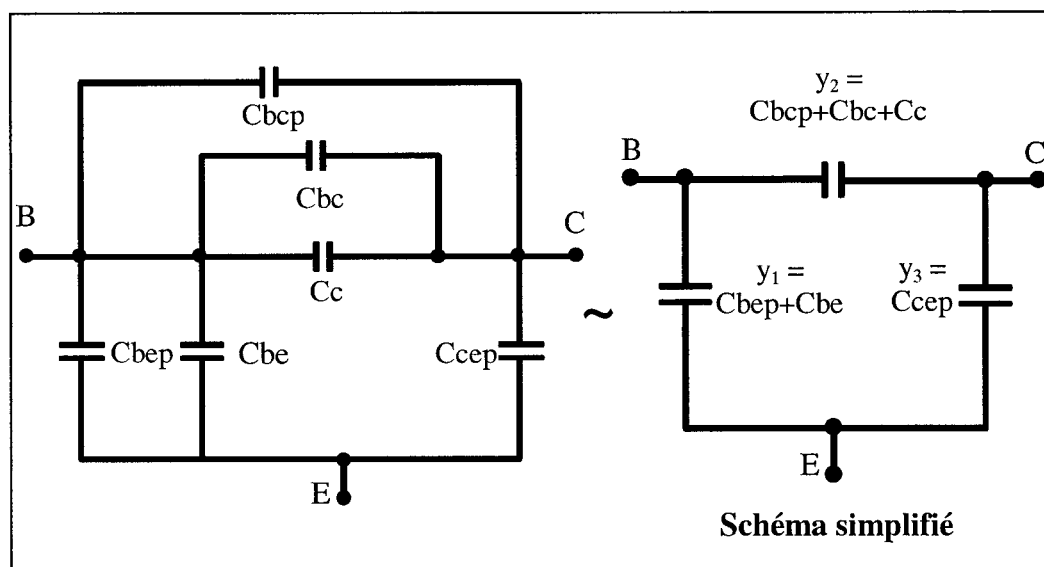 Cbcp
Cbc
B
C
Cc
Cbep
Cbe
Ccep
E
~
y₂ =
Cbcp+Cbc+Cc
B
C
y₁ =
Cbep+Cbe
y₃ =
Ccep
E
Schéma simplifié